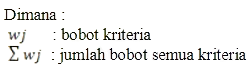 Dimana :
wj : bobot kriteria
∑ wj : jumlah bobot semua kriteria